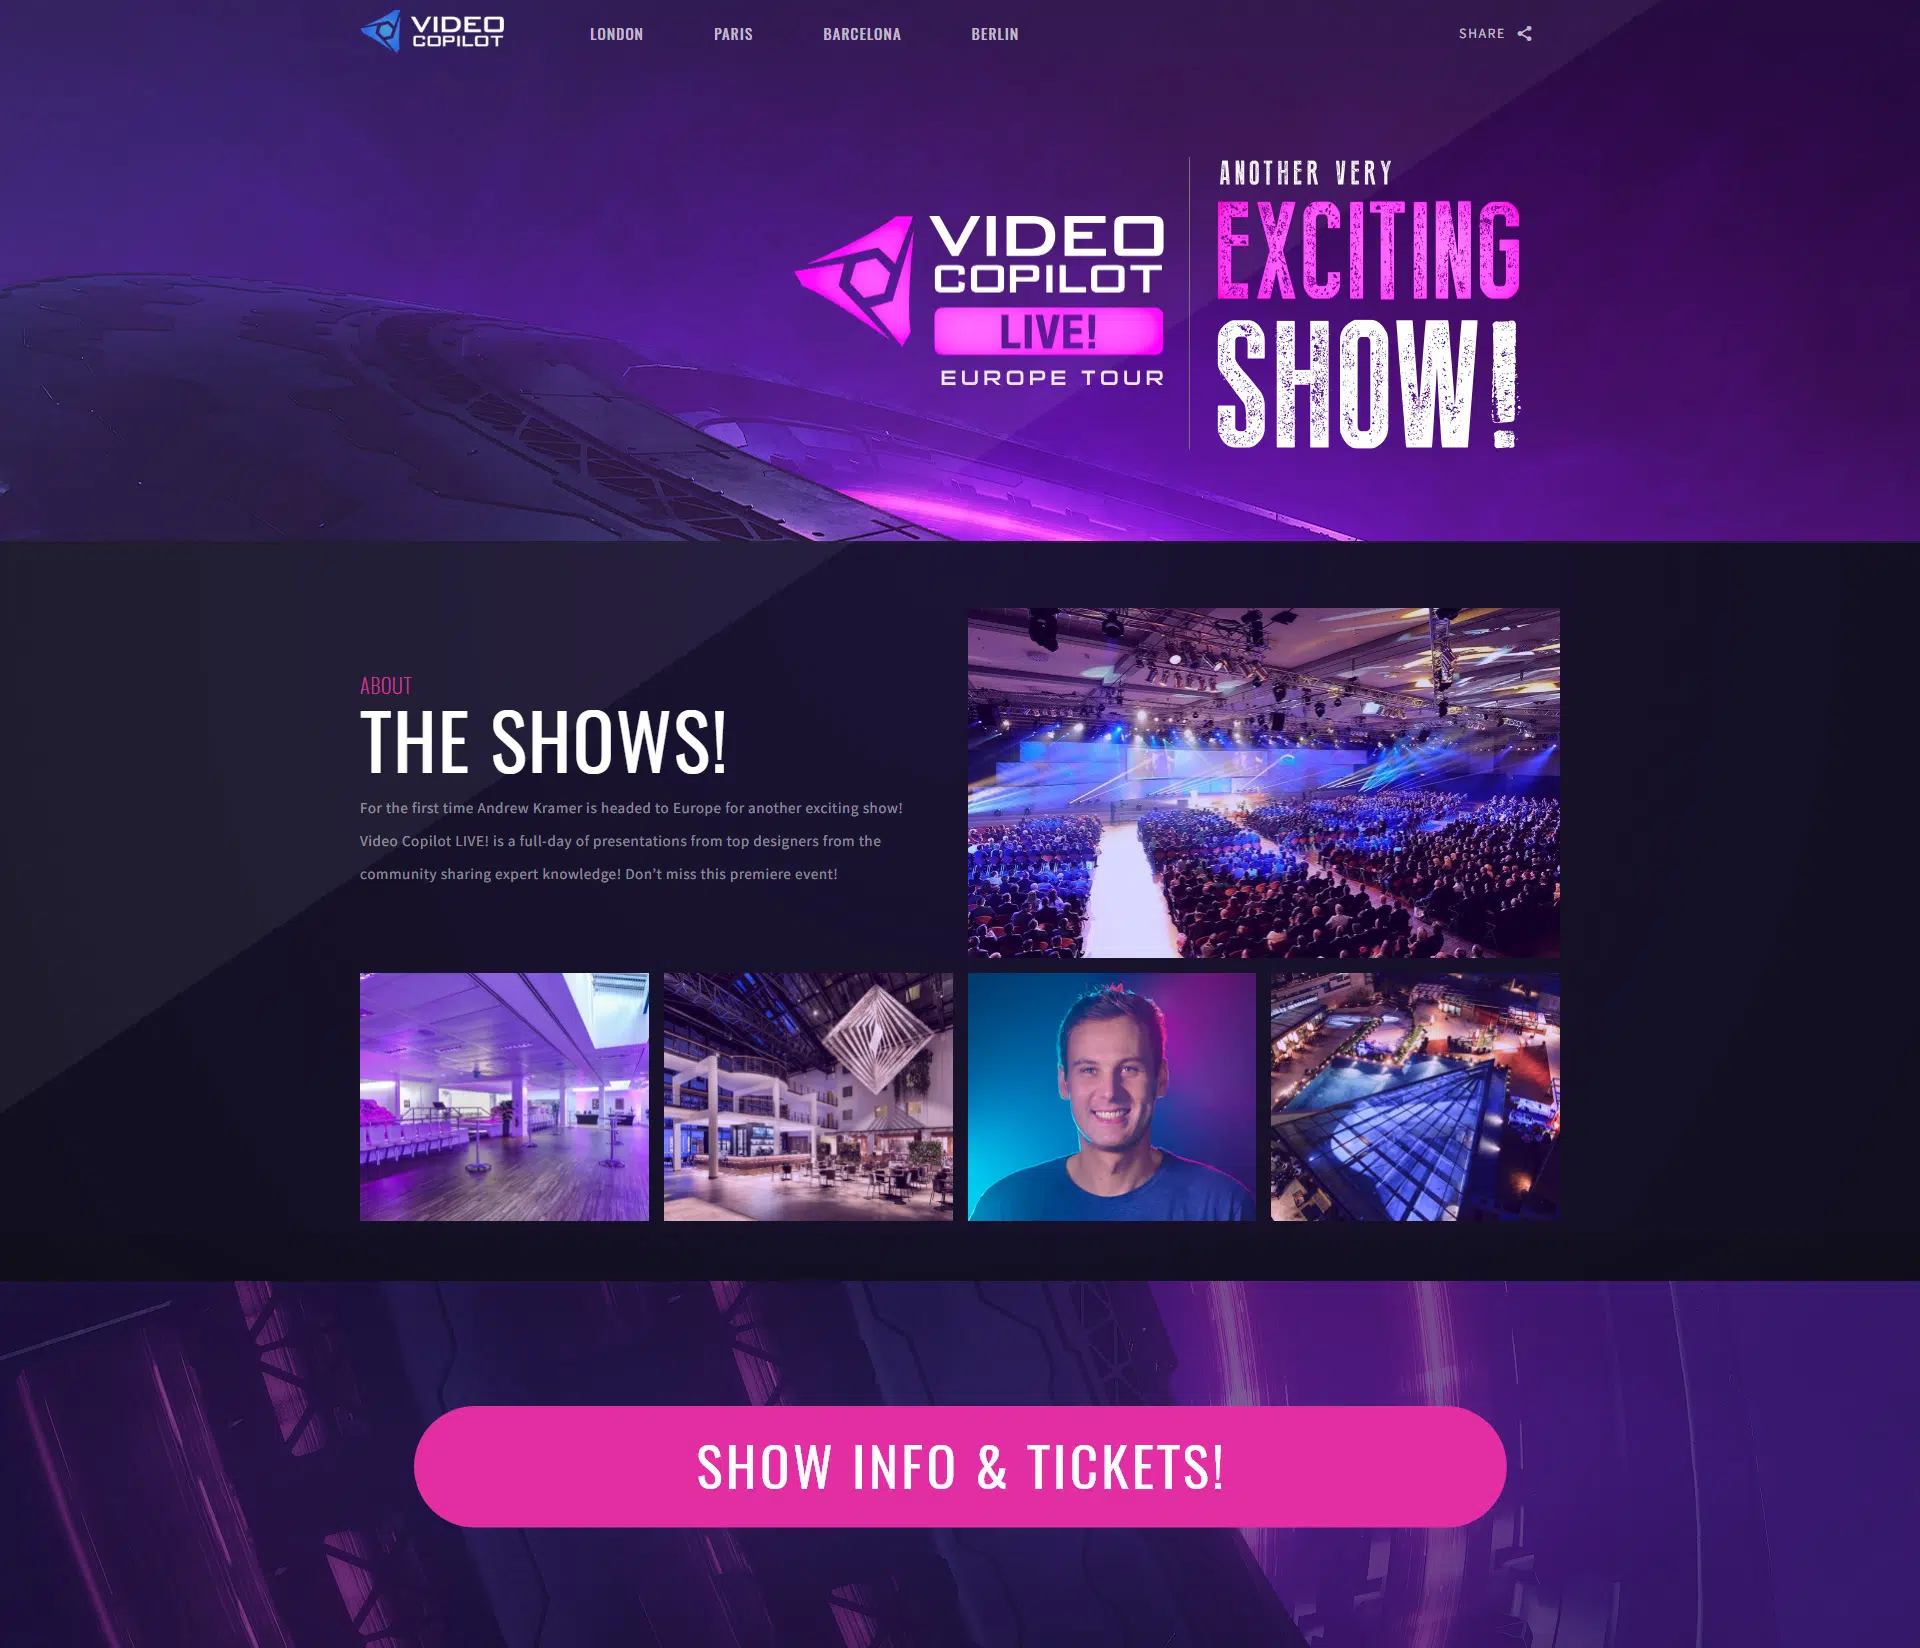 VIDEO
COPILOT
LONDON
PARIS
BARCELONA
BERLIN
SHARE
VIDEO
COPILOT
LIVE!
EUROPE TOUR
ANOTHER VERY
EXCITING
SHOW!
ABOUT
THE SHOWS!
For the first time Andrew Kramer is headed to Europe for another exciting show!
Video Copilot LIVE! is a full-day of presentations from top designers from the
community sharing expert knowledge! Don’t miss this premiere event!
SHOW INFO & TICKETS!